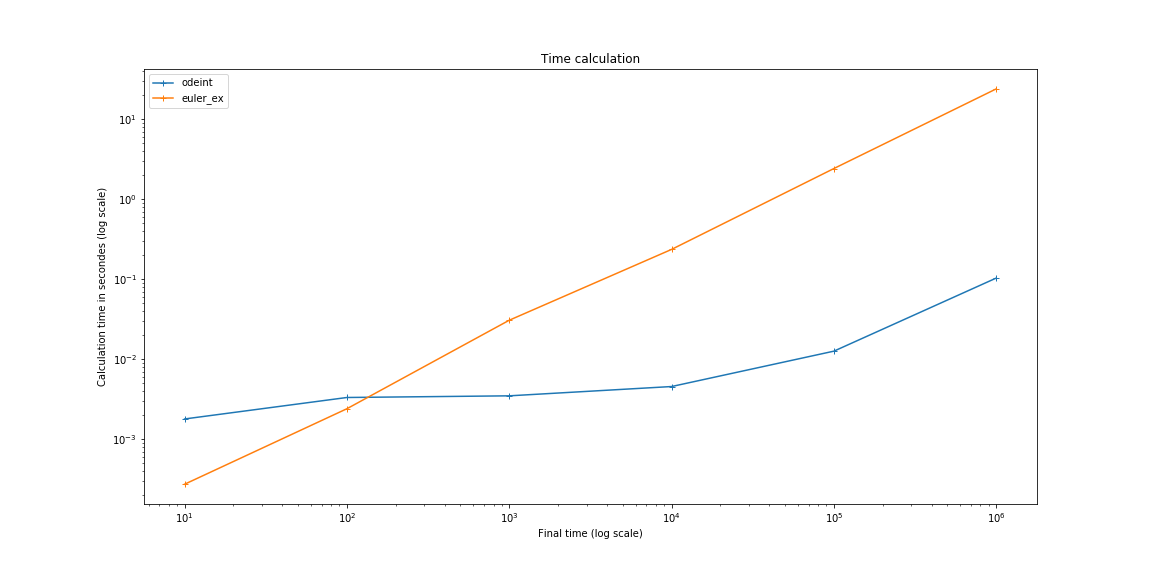 Time calculation
odeint
euler_ex
Calculation time in secondes (log scale)
10¹
10⁰
10⁻¹
10⁻²
10⁻³
10¹ 10² 10³ 10⁴ 10⁵ 10⁶
Final time (log scale)